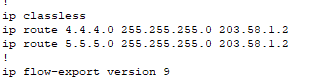 !
ip classless
ip route 4.4.4.0 255.255.255.0 203.58.1.2
ip route 5.5.5.0 255.255.255.0 203.58.1.2
!
ip flow-export version 9